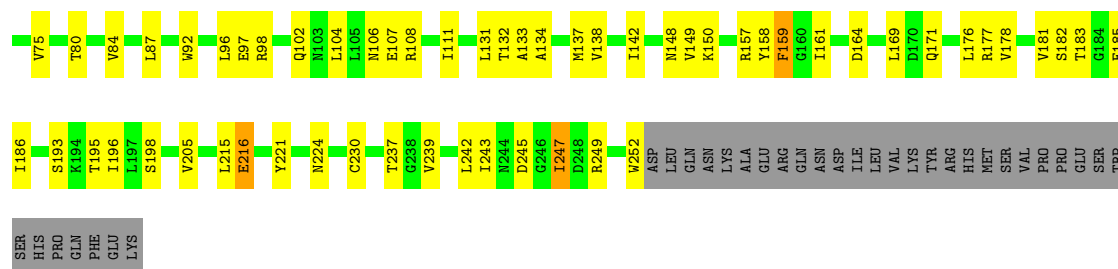 V75 T80 V84 L87 W92 L96 E97 R98 Q102 N103 L104 L105 N106 E107 R108 I111 L131 T132 A133 A134 M137 V138 I142 N148 V149 K150 R157 Y158 F159 G160 I161 D164 L169 D170 Q171 L176 R177 V178 V181 S182 T183 G184 E185
I186 S193 K194 T195 I196 L197 S198 V205 L215 E216 Y221 N224 C230 T237 G238 V239 L242 I243 N244 D245 G246 I247 D248 R249 W252 ASP LEU GLN ASN LYS ALA GLU ARG GLN ASN ASP ILE LEU VAL LYS TYR ARG HIS MET SER VAL PRO PRO GLU SER TRP
SER HIS PRO GLN PHE GLU LYS